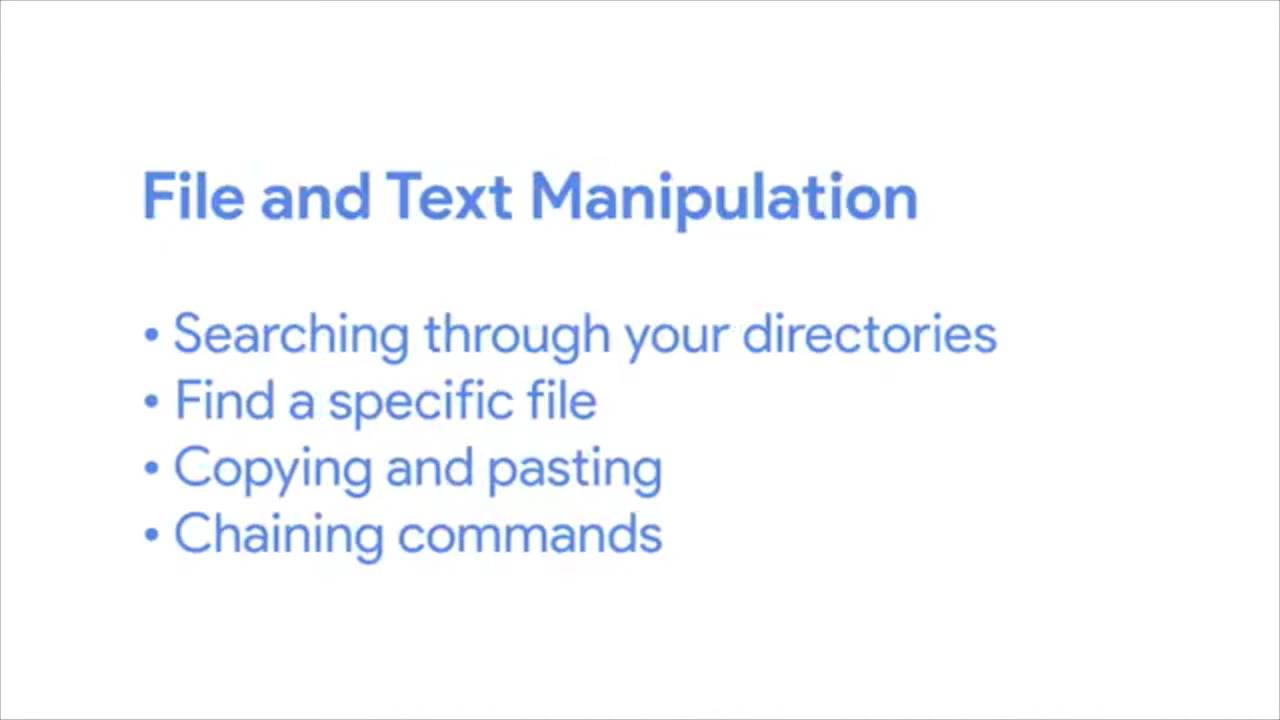 File and Text Manipulation
• Searching through your directories
• Find a specific file
• Copying and pasting
• Chaining commands